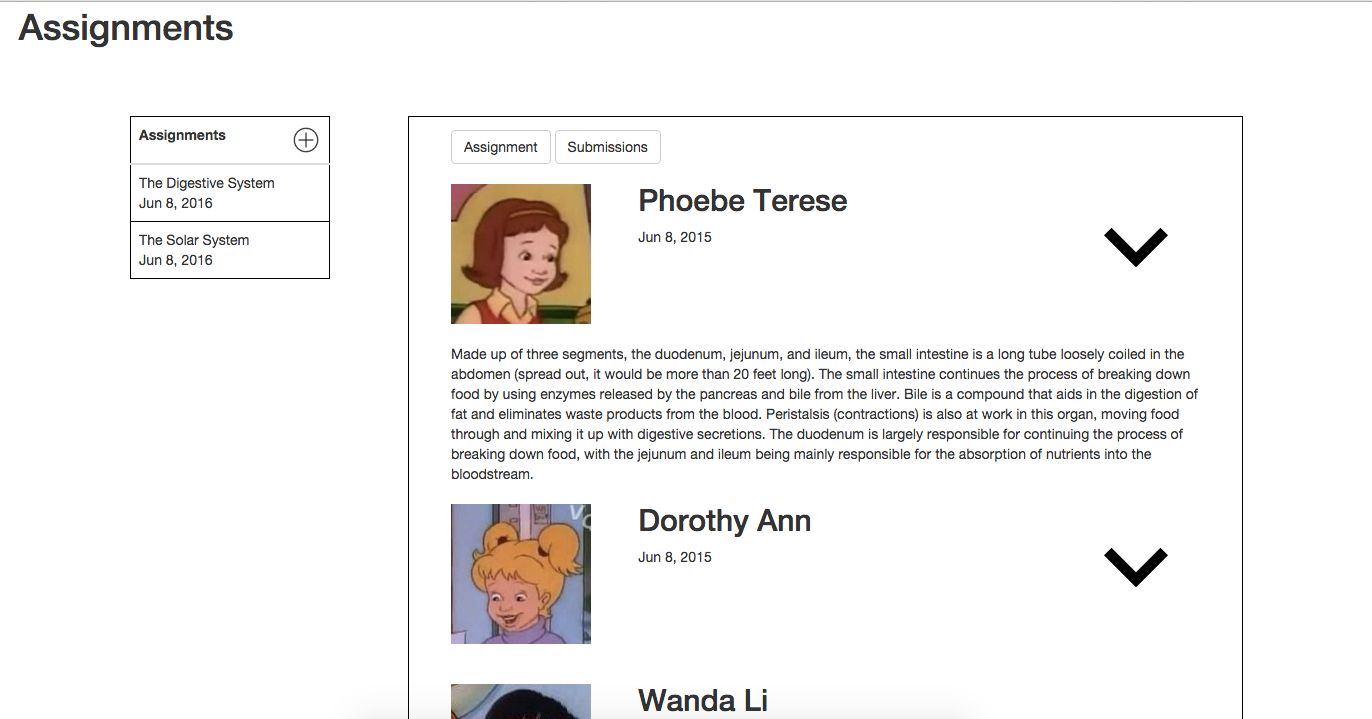 Assignments
Assignments
The Digestive System
Jun 8, 2016
The Solar System
Jun 8, 2016
Assignment
Submissions
Phoebe Terese
Jun 8, 2015
Made up of three segments, the duodenum, jejunum, and ileum, the small intestine is a long tube loosely coiled in the
abdomen (spread out, it would be more than 20 feet long). The small intestine continues the process of breaking down
food by using enzymes released by the pancreas and bile from the liver. Bile is a compound that aids in the digestion of
fat and eliminates waste products from the blood. Peristalsis (contractions) is also at work in this organ, moving food
through and mixing it up with digestive secretions. The duodenum is largely responsible for continuing the process of
breaking down food, with the jejunum and ileum being mainly responsible for the absorption of nutrients into the
bloodstream.
Dorothy Ann
Jun 8, 2015
Wanda Li